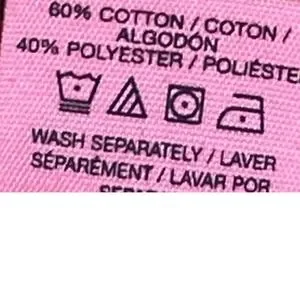 60% COTTON / COTON /
ALGODÓN
40% POLYESTER / POLIÉSTE
WASH SEPARATELY / LAVER
SÉPARÉMENT / LAVAR POR